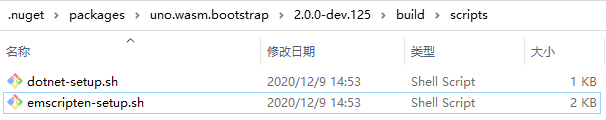 .nuget › packages › uno.wasm.bootstrap › 2.0.0-dev.125 › build › scripts
名称 修改日期 类型 大小
dotnet-setup.sh 2020/12/9 14:53 Shell Script 1 KB
emscripten-setup.sh 2020/12/9 14:53 Shell Script 2 KB